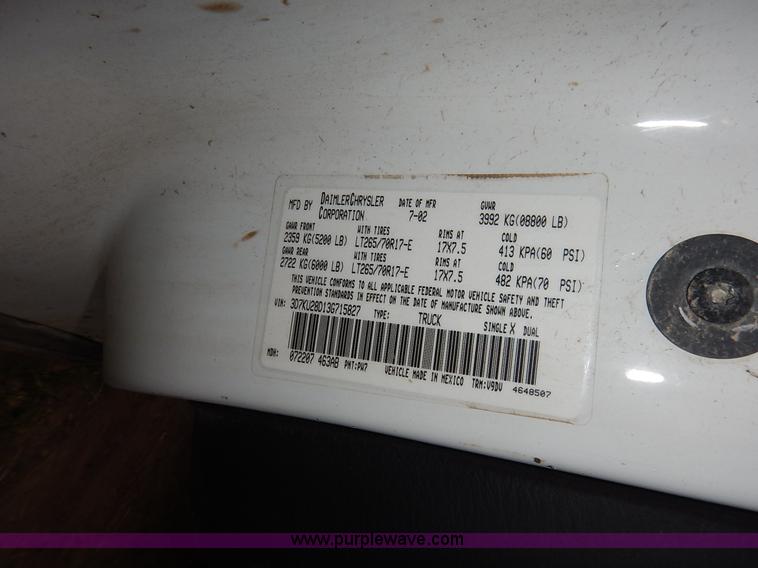 MFD BY DAIMLERCHRYSLER CORPORATION DATE OF MFR 7-02 GVWR 3992 KG(08800 LB)
GAWR FRONT WITH TIRES RIMS AT COLD
2359 KG(5200 LB) LT265/70R17-E 17X7.5 413 KPA(60 PSI)
GAWR REAR WITH TIRES RIMS AT COLD
2722 KG(6000 LB) LT265/70R17-E 17X7.5 482 KPA(70 PSI)
THIS VEHICLE CONFORMS TO ALL APPLICABLE FEDERAL MOTOR VEHICLE SAFETY AND THEFT
PREVENTION STANDARDS IN EFFECT ON THE DATE OF MANUFACTURE SHOWN ABOVE.
VIN: 3D7KU28D13G715827 TYPE: TRUCK SINGLE X DUAL
MDH: 072207 463AB PNT:PW7 VEHICLE MADE IN MEXICO TRM:V9DV 4648507
www.purplewave.com